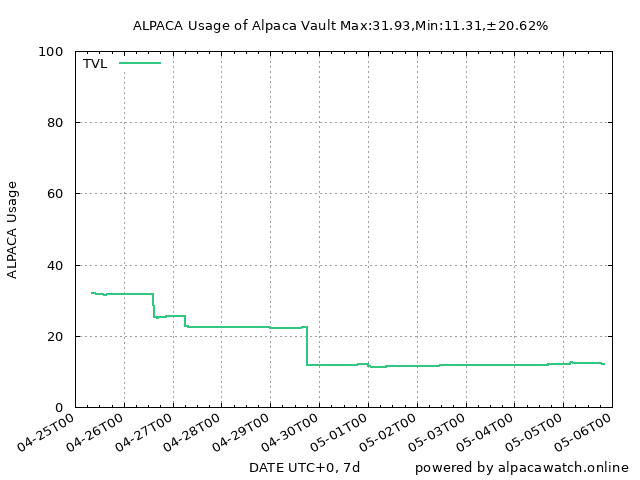 ALPACA Usage of Alpaca Vault Max:31.93,Min:11.31,±20.62%
100
TVL
80
60
ALPACA Usage
40
20
0
04-25T00 04-26T00 04-27T00 04-28T00 04-29T00 04-30T00 05-01T00 05-02T00 05-03T00 05-04T00 05-05T00 05-06T00
DATE UTC+0, 7d
powered by alpacawatch.online